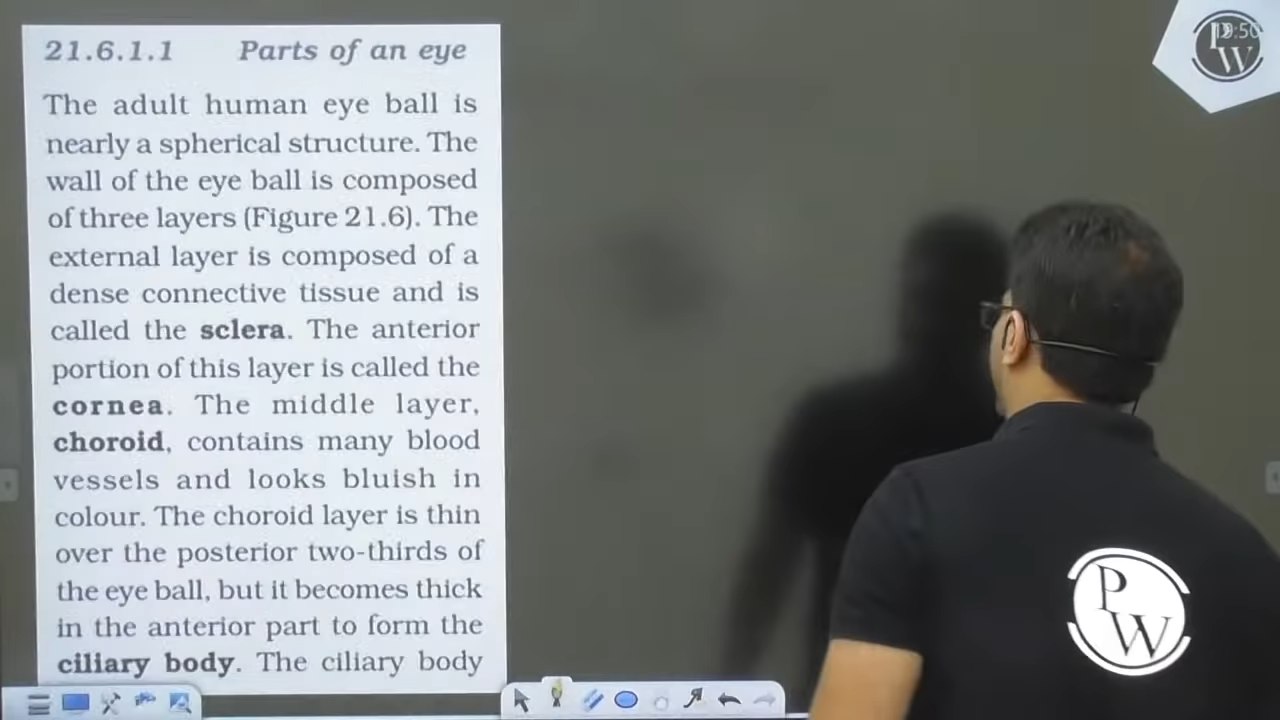 21.6.1.1 Parts of an eye
The adult human eye ball is
nearly a spherical structure. The
wall of the eye ball is composed
of three layers (Figure 21.6). The
external layer is composed of a
dense connective tissue and is
called the sclera. The anterior
portion of this layer is called the
cornea. The middle layer,
choroid, contains many blood
vessels and looks bluish in
colour. The choroid layer is thin
over the posterior two-thirds of
the eye ball, but it becomes thick
in the anterior part to form the
ciliary body. The ciliary body
PW
PW